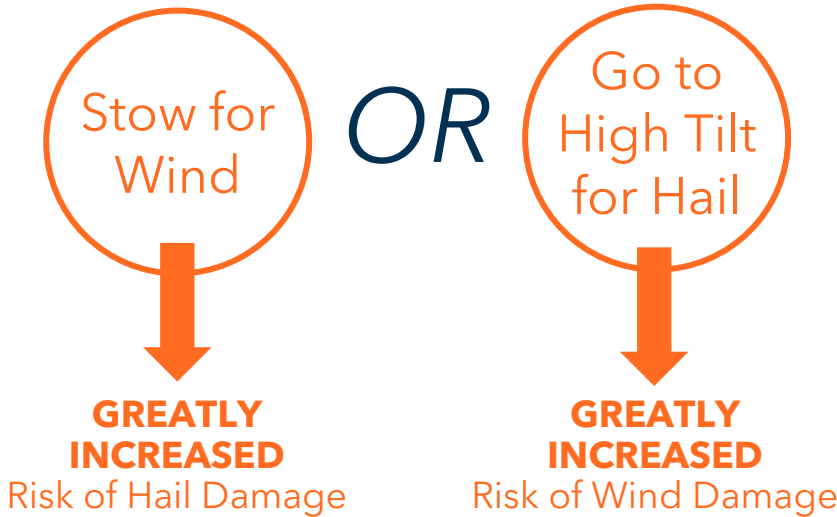 Stow for
Wind
OR
Go to
High Tilt
for Hail
GREATLY
INCREASED
Risk of Hail Damage
GREATLY
INCREASED
Risk of Wind Damage